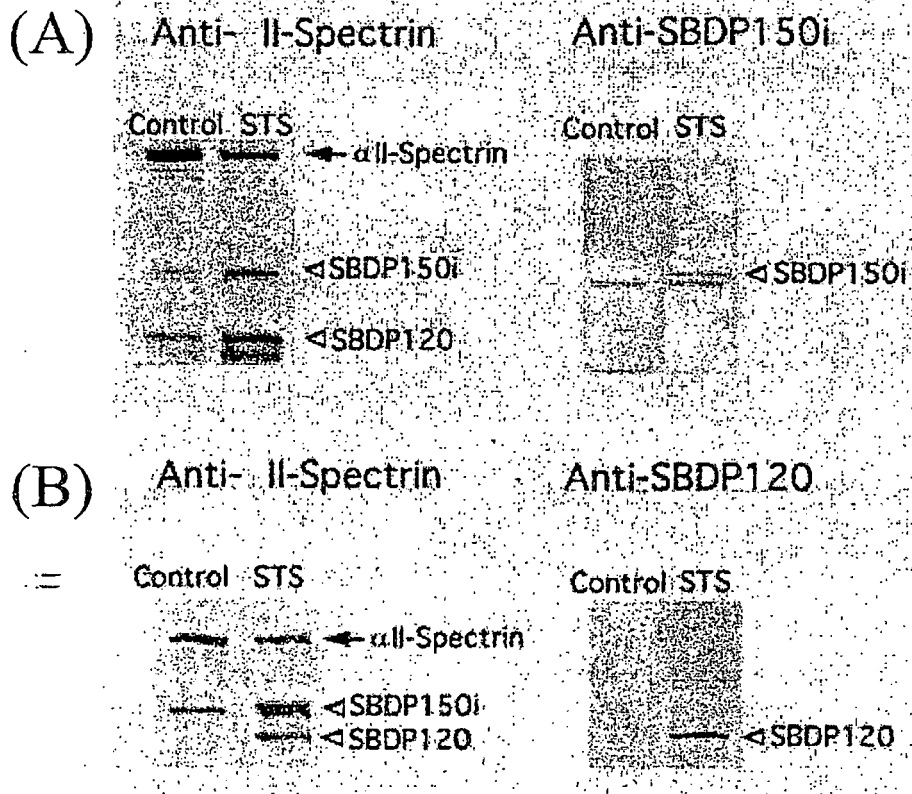 (A) Anti- II-Spectrin Anti-SBDP150i
Control STS Control STS
αII-Spectrin
SBDP150i SBDP150i
SBDP120
(B) Anti- II-Spectrin Anti-SBDP120
Control STS Control STS
αII-Spectrin
SBDP150i
SBDP120 SBDP120